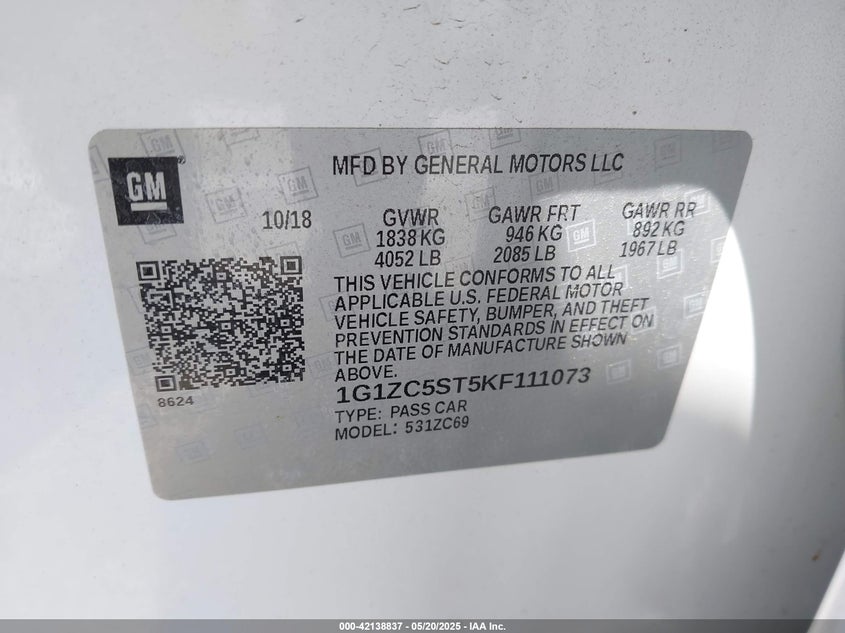 GM
MFD BY GENERAL MOTORS LLC
10/18
GVWR
1838 KG
4052 LB
GAWR FRT
946 KG
2085 LB
GAWR RR
892 KG
1967 LB
THIS VEHICLE CONFORMS TO ALL
APPLICABLE U.S. FEDERAL MOTOR
VEHICLE SAFETY, BUMPER, AND THEFT
PREVENTION STANDARDS IN EFFECT ON
THE DATE OF MANUFACTURE SHOWN
ABOVE.
8624
1G1ZC5ST5KF111073
TYPE: PASS CAR
MODEL: 531ZC69
000-42138837 - 05/20/2025 - IAA Inc.